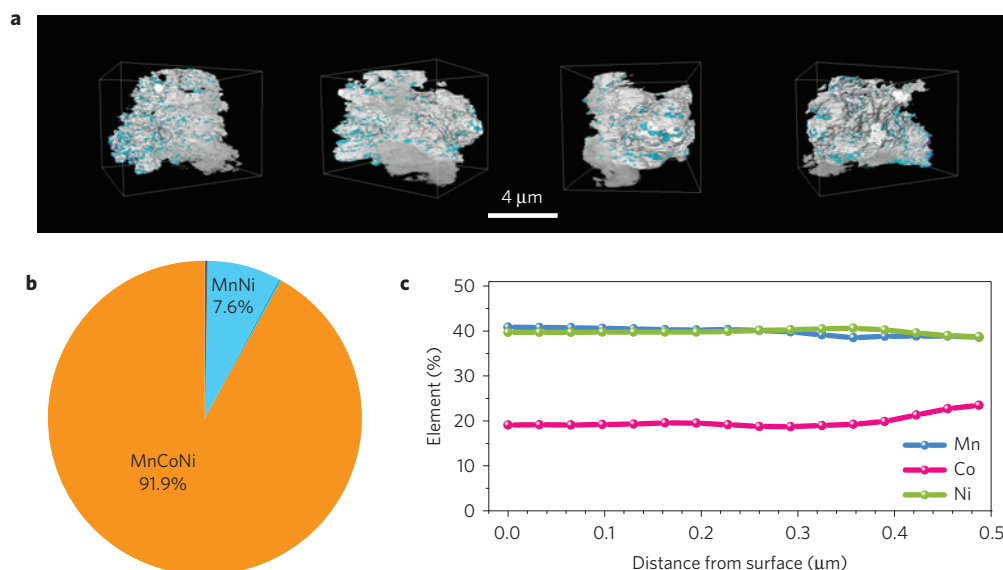 a
4 μm
b
MnNi
7.6%
MnCoNi
91.9%
c
50
40
30
20
10
0
Element (%)
Mn
Co
Ni
0.0
0.1
0.2
0.3
0.4
0.5
Distance from surface (μm)